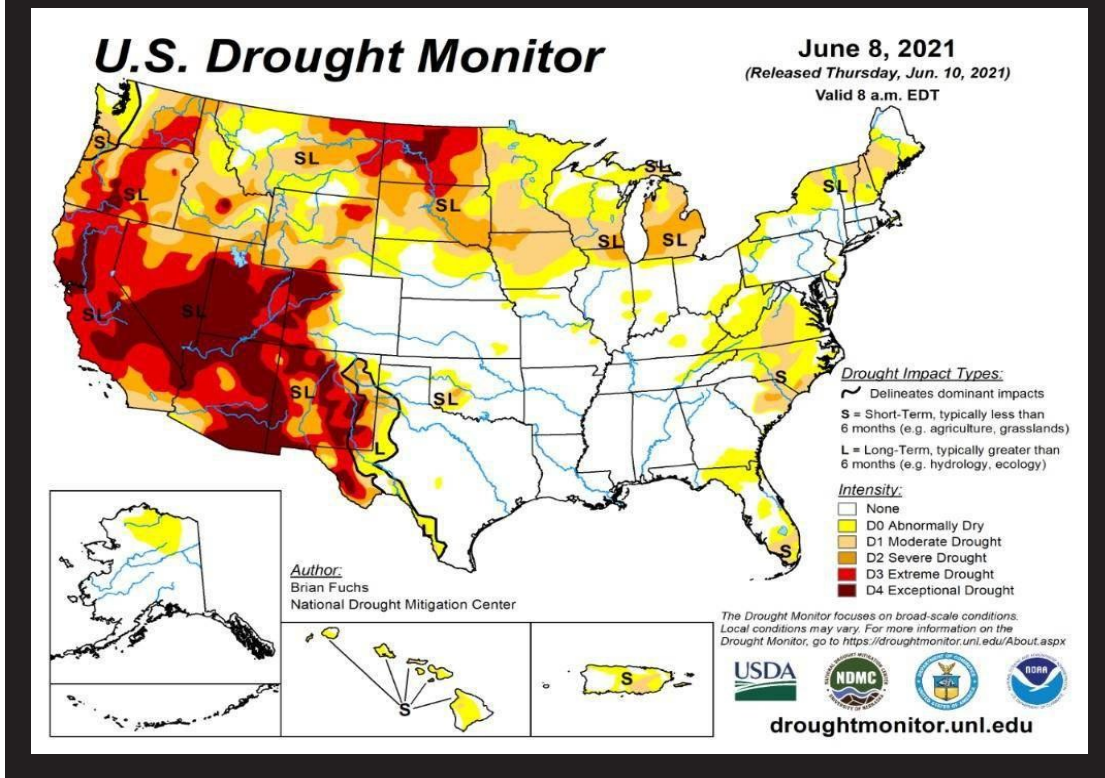 U.S. Drought Monitor
June 8, 2021
(Released Thursday, Jun. 10, 2021)
Valid 8 a.m. EDT
S
SL
SL
SL
SL
SL
SL
SL
SL
SL
SL
SL
S
L
L
S
Drought Impact Types:
Delineates dominant impacts
S = Short-Term, typically less than
6 months (e.g. agriculture, grasslands)
L = Long-Term, typically greater than
6 months (e.g. hydrology, ecology)
Intensity:
None
D0 Abnormally Dry
D1 Moderate Drought
D2 Severe Drought
D3 Extreme Drought
D4 Exceptional Drought
Author:
Brian Fuchs
National Drought Mitigation Center
S
S
The Drought Monitor focuses on broad-scale conditions.
Local conditions may vary. For more information on the
Drought Monitor, go to https://droughtmonitor.unl.edu/About.aspx
USDA
NDMC
NOAA
droughtmonitor.unl.edu